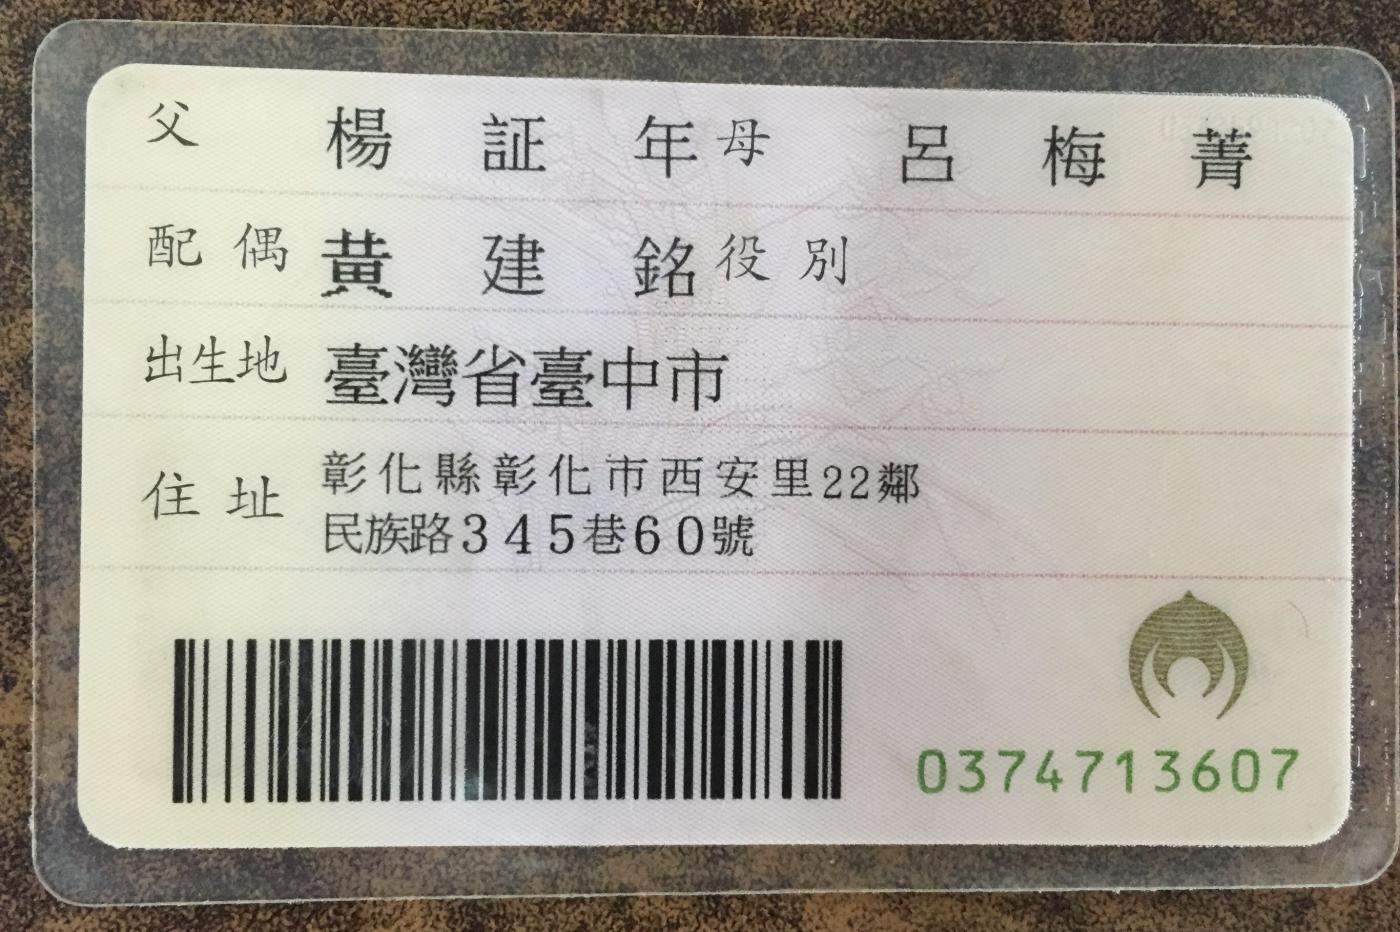 父 楊証年 母 呂梅菁
配偶 黃建銘 役別
出生地 臺灣省臺中市
住址 彰化縣彰化市西安里22鄰
民族路345巷60號
0374713607